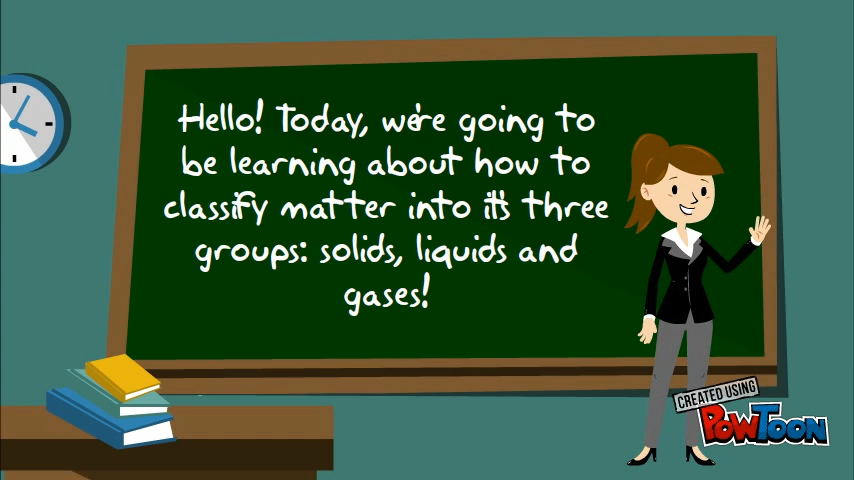 Hello! Today, we're going to
be learning about how to
classify matter into it's three
groups: solids, liquids and
gases!
CREATED USING
POWTOON